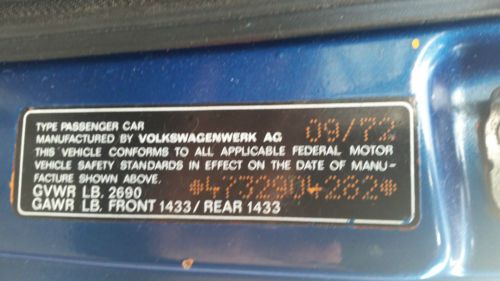 TYPE PASSENGER CAR
MANUFACTURED BY VOLKSWAGENWERK AG 09/72
THIS VEHICLE CONFORMS TO ALL APPLICABLE FEDERAL MOTOR
VEHICLE SAFETY STANDARDS IN EFFECT ON THE DATE OF MANU-
FACTURE SHOWN ABOVE. *4732904282*
GVWR LB. 2690
GAWR LB. FRONT 1433/ REAR 1433